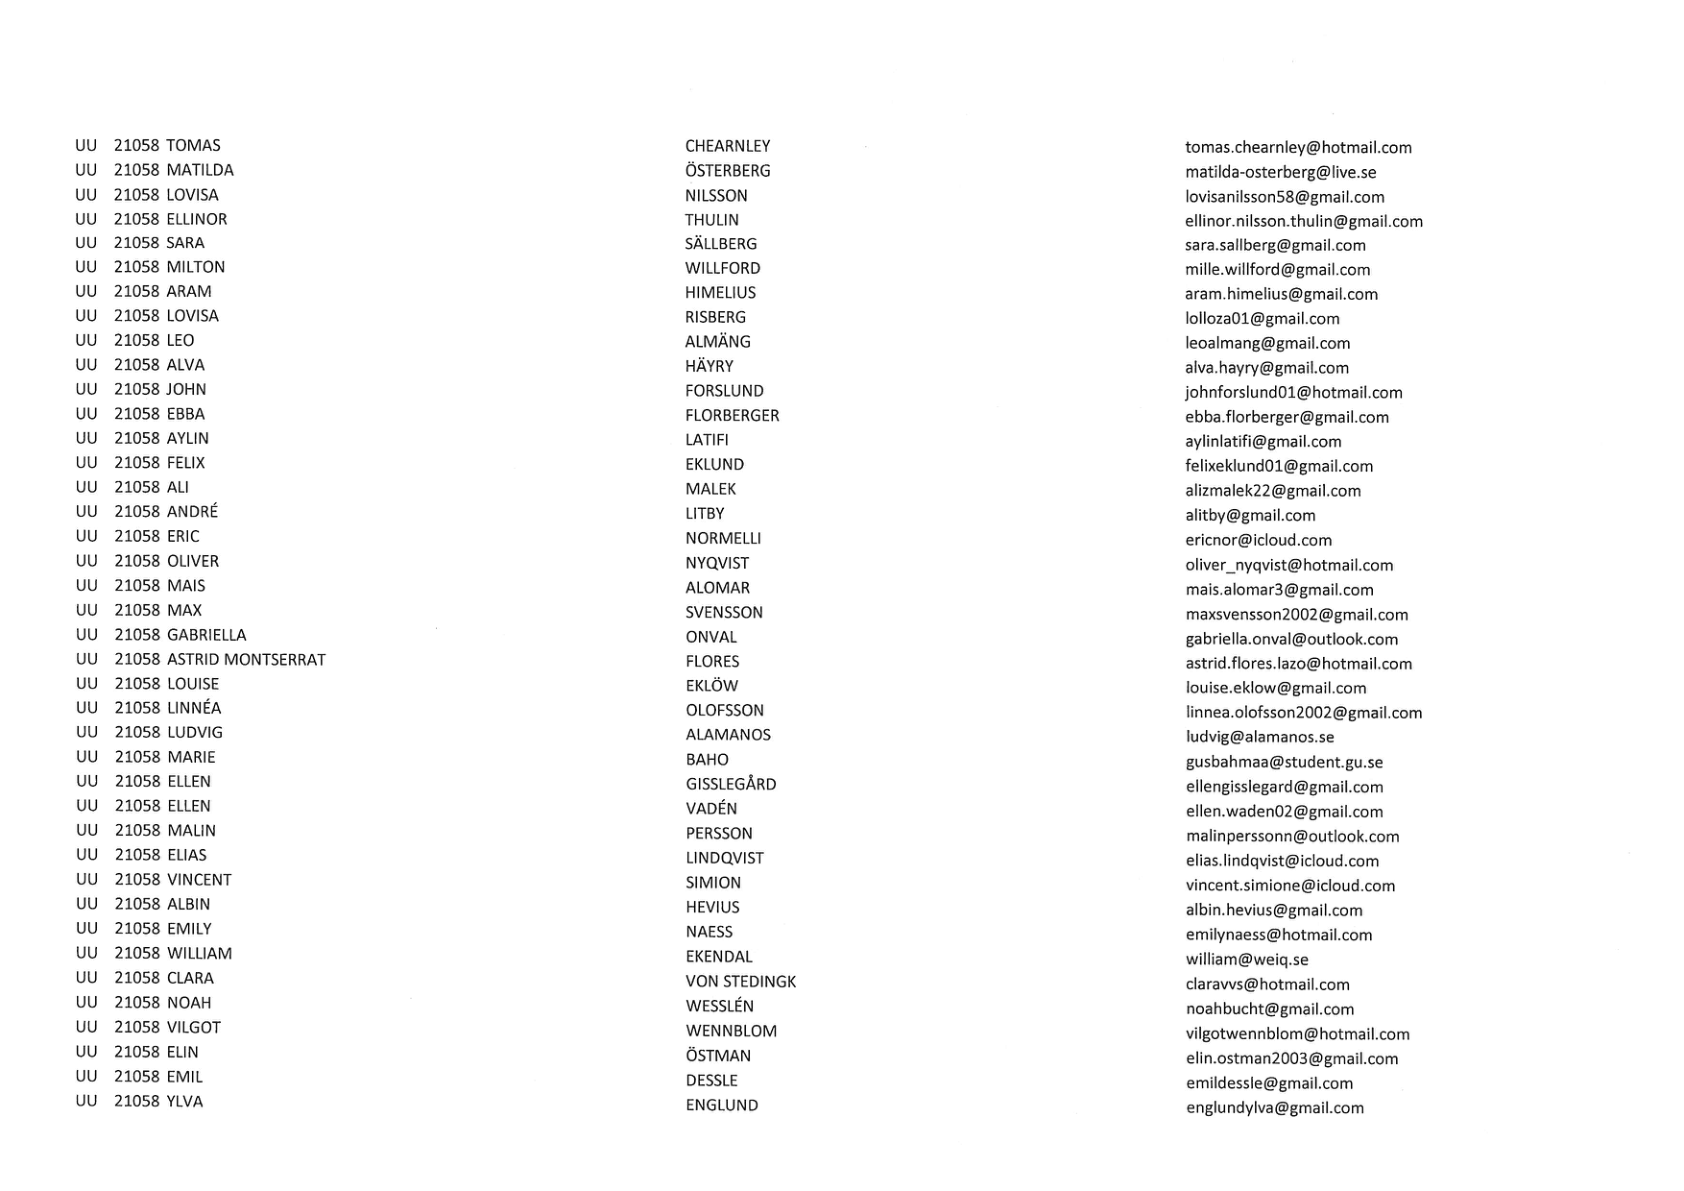 UU 21058 TOMAS CHEARNLEY tomas.chearnley@hotmail.com
UU 21058 MATILDA ÖSTERBERG matilda-osterberg@live.se
UU 21058 LOVISA NILSSON lovisanilsson58@gmail.com
UU 21058 ELLINOR THULIN ellinor.nilsson.thulin@gmail.com
UU 21058 SARA SÄLLBERG sara.sallberg@gmail.com
UU 21058 MILTON WILLFORD mille.willford@gmail.com
UU 21058 ARAM HIMELIUS aram.himelius@gmail.com
UU 21058 LOVISA RISBERG lolloza01@gmail.com
UU 21058 LEO ALMÄNG leoalmang@gmail.com
UU 21058 ALVA HÄYRY alva.hayry@gmail.com
UU 21058 JOHN FORSLUND johnforslund01@hotmail.com
UU 21058 EBBA FLORBERGER ebba.florberger@gmail.com
UU 21058 AYLIN LATIFI aylinlatifi@gmail.com
UU 21058 FELIX EKLUND felixeklund01@gmail.com
UU 21058 ALI MALEK alizmalek22@gmail.com
UU 21058 ANDRÉ LITBY alitby@gmail.com
UU 21058 ERIC NORMELLI ericnor@icloud.com
UU 21058 OLIVER NYQVIST oliver_nyqvist@hotmail.com
UU 21058 MAIS ALOMAR mais.alomar3@gmail.com
UU 21058 MAX SVENSSON maxsvensson2002@gmail.com
UU 21058 GABRIELLA ONVAL gabriella.onval@outlook.com
UU 21058 ASTRID MONTSERRAT FLORES astrid.flores.lazo@hotmail.com
UU 21058 LOUISE EKLÖW louise.eklow@gmail.com
UU 21058 LINNÉA OLOFSSON linnea.olofsson2002@gmail.com
UU 21058 LUDVIG ALAMANOS ludvig@alamanos.se
UU 21058 MARIE BAHO gusbahmaa@student.gu.se
UU 21058 ELLEN GISSLEGÅRD ellengisslegard@gmail.com
UU 21058 ELLEN VADÉN ellen.waden02@gmail.com
UU 21058 MALIN PERSSON malinperssonn@outlook.com
UU 21058 ELIAS LINDQVIST elias.lindqvist@icloud.com
UU 21058 VINCENT SIMION vincent.simione@icloud.com
UU 21058 ALBIN HEVIUS albin.hevius@gmail.com
UU 21058 EMILY NAESS emilynaess@hotmail.com
UU 21058 WILLIAM EKENDAL william@weiq.se
UU 21058 CLARA VON STEDINGK claravvs@hotmail.com
UU 21058 NOAH WESSLÉN noahbucht@gmail.com
UU 21058 VILGOT WENNBLOM vilgotwennblom@hotmail.com
UU 21058 ELIN ÖSTMAN elin.ostman2003@gmail.com
UU 21058 EMIL DESSLE emildessle@gmail.com
UU 21058 YLVA ENGLUND englundylva@gmail.com